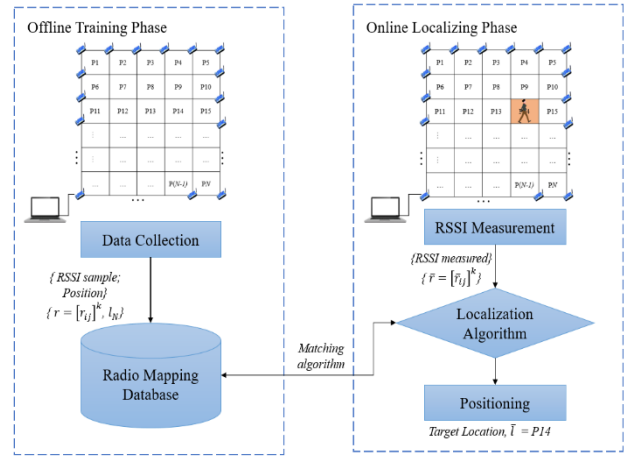 Offline Training Phase
P1 P2 P3 P4 P5
P6 P7 P8 P9 P10
P11 P12 P13 P14 P15
⋮ ... ... ... ...
... ... ... ... ...
... ... ... P(N-1) PN
...
Data Collection
{ RSSI sample;
Position}
{ r = [r_ij]^k, l_N}
Radio Mapping
Database
Matching
algorithm
Online Localizing Phase
P1 P2 P3 P4 P5
P6 P7 P8 P9 P10
P11 P12 P13 P15
⋮ ... ... ... ...
... ... ... ... ...
... ... ... P(N-1) PN
...
RSSI Measurement
{RSSI measured}
{ r̄ = [r̄_ij]^k}
Localization
Algorithm
Positioning
Target Location, l̄ = P14